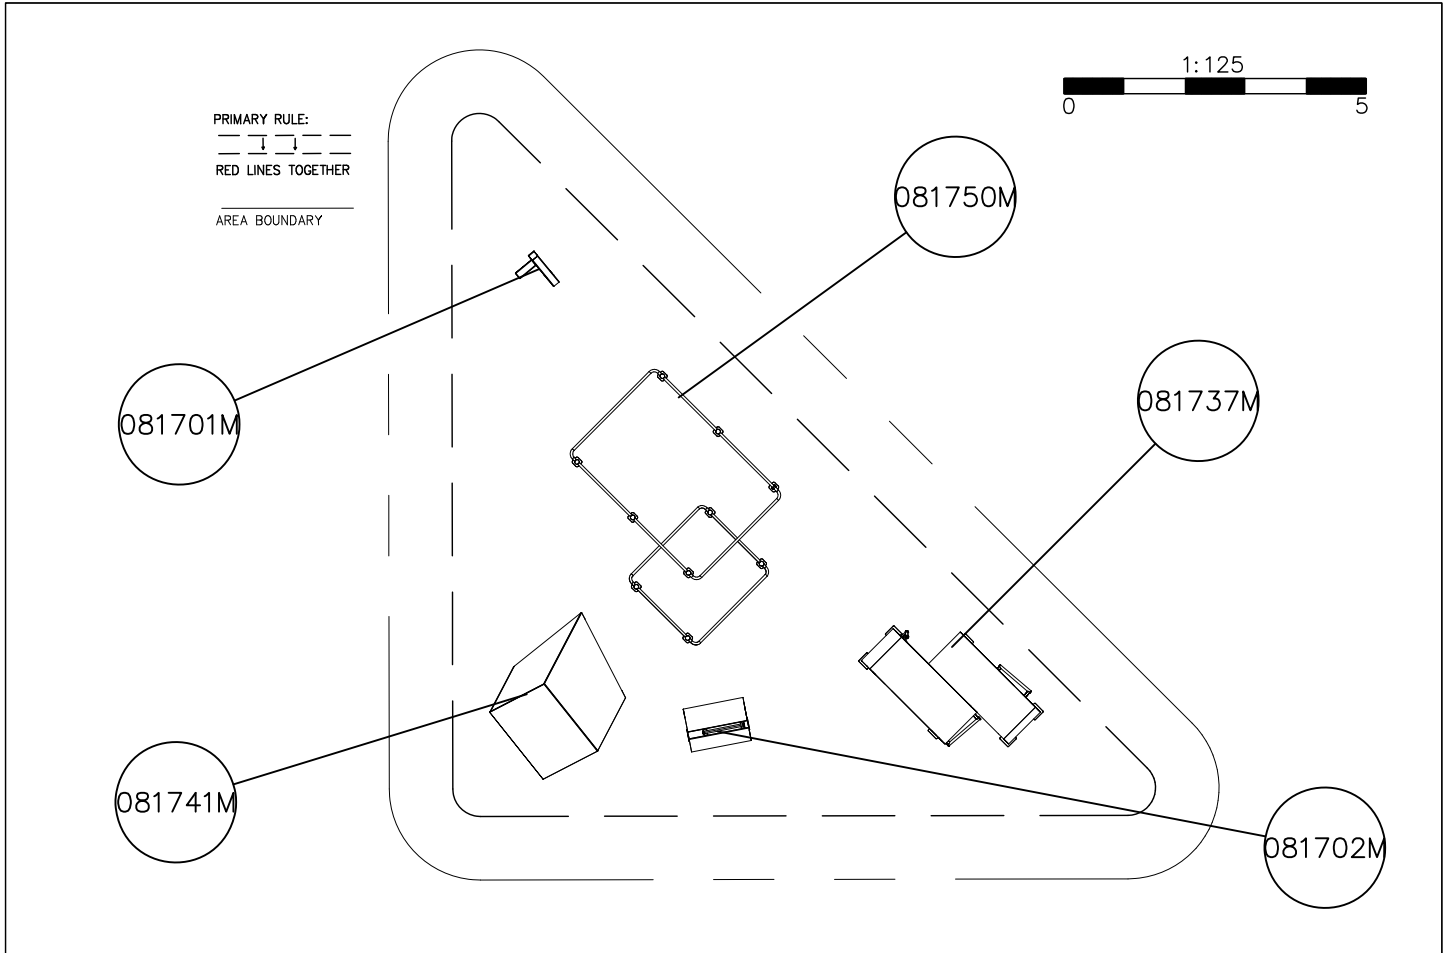 1:125
0 5
PRIMARY RULE:
RED LINES TOGETHER
AREA BOUNDARY
081750M
081737M
081701M
081741M
081702M